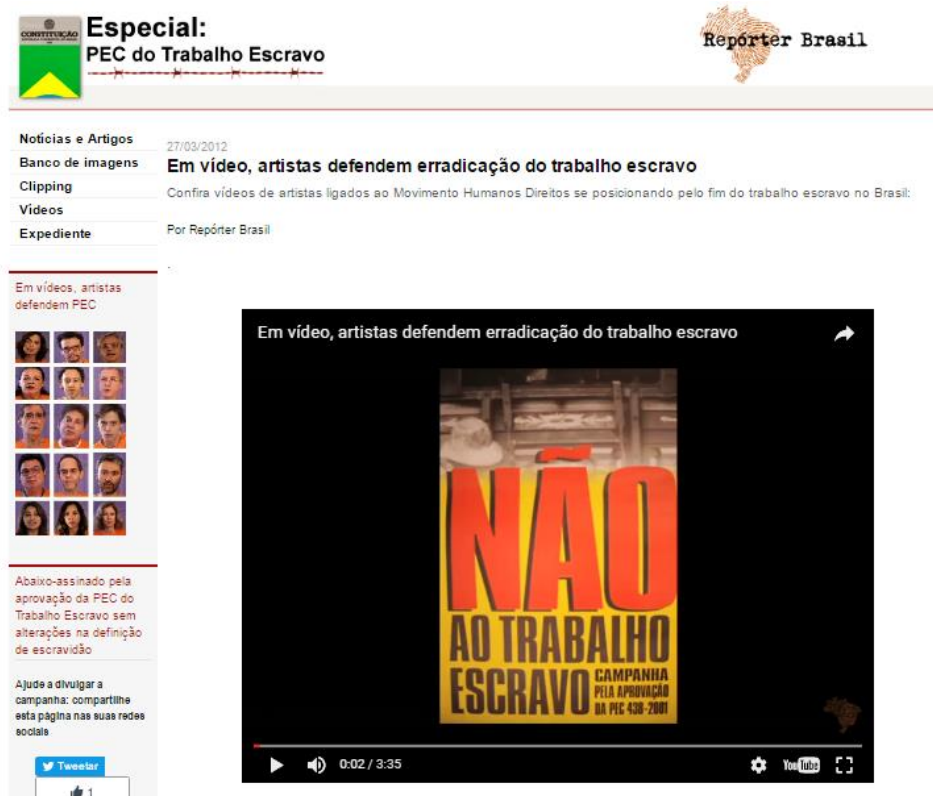 CONSTITUIÇÃO
Especial:
PEC do Trabalho Escravo
Repórter Brasil
Notícias e Artigos
Banco de imagens
Clipping
Vídeos
Expediente
27/03/2012
Em vídeo, artistas defendem erradicação do trabalho escravo
Confira vídeos de artistas ligados ao Movimento Humanos Direitos se posicionando pelo fim do trabalho escravo no Brasil:
Por Repórter Brasil
.
Em vídeos, artistas
defendem PEC
Abaixo-assinado pela
aprovação da PEC do
Trabalho Escravo sem
alterações na definição
de escravidão
Ajude a divulgar a
campanha: compartilhe
esta página nas suas redes
sociais
Tweetar
1
Em vídeo, artistas defendem erradicação do trabalho escravo
NÃO
AO TRABALHO
ESCRAVO
CAMPANHA
PELA APROVAÇÃO
DA PEC 438-2001
0:02 / 3:35
YouTube